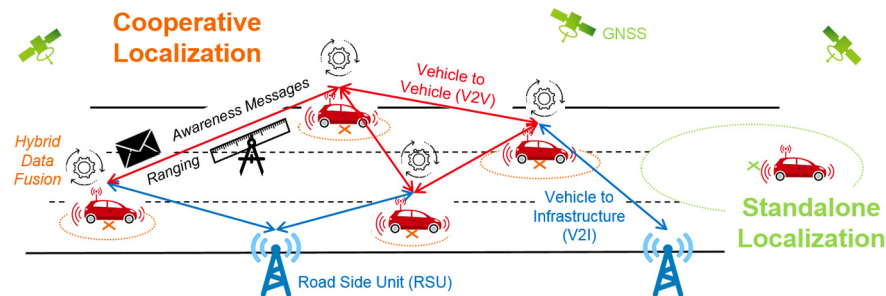 Cooperative
Localization
GNSS
Vehicle to
Vehicle (V2V)
Awareness Messages
Ranging
Hybrid
Data
Fusion
Vehicle to
Infrastructure
(V2I)
Standalone
Localization
Road Side Unit (RSU)